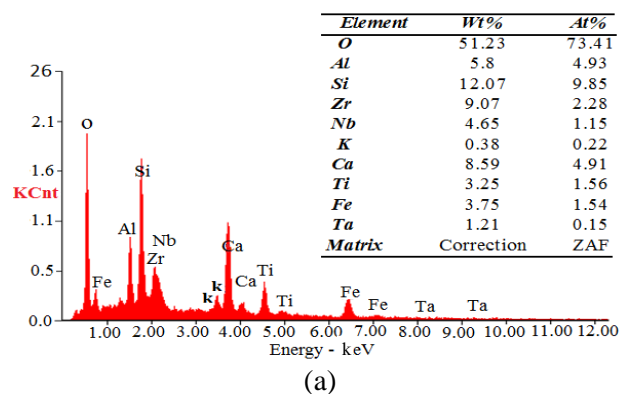 Element Wt% At%
O 51.23 73.41
Al 5.8 4.93
Si 12.07 9.85
Zr 9.07 2.28
Nb 4.65 1.15
K 0.38 0.22
Ca 8.59 4.91
Ti 3.25 1.56
Fe 3.75 1.54
Ta 1.21 0.15
Matrix Correction ZAF
26
2.1
1.6
KCnt
1.1
0.5
0.0
O
Fe
Al
Si
Nb
Zr
k
k
Ca
Ca
Ti
Ti
Fe
Fe
Ta
Ta
1.00 2.00 3.00 4.00 5.00 6.00 7.00 8.00 9.00 10.00 11.00 12.00
Energy - keV
(a)